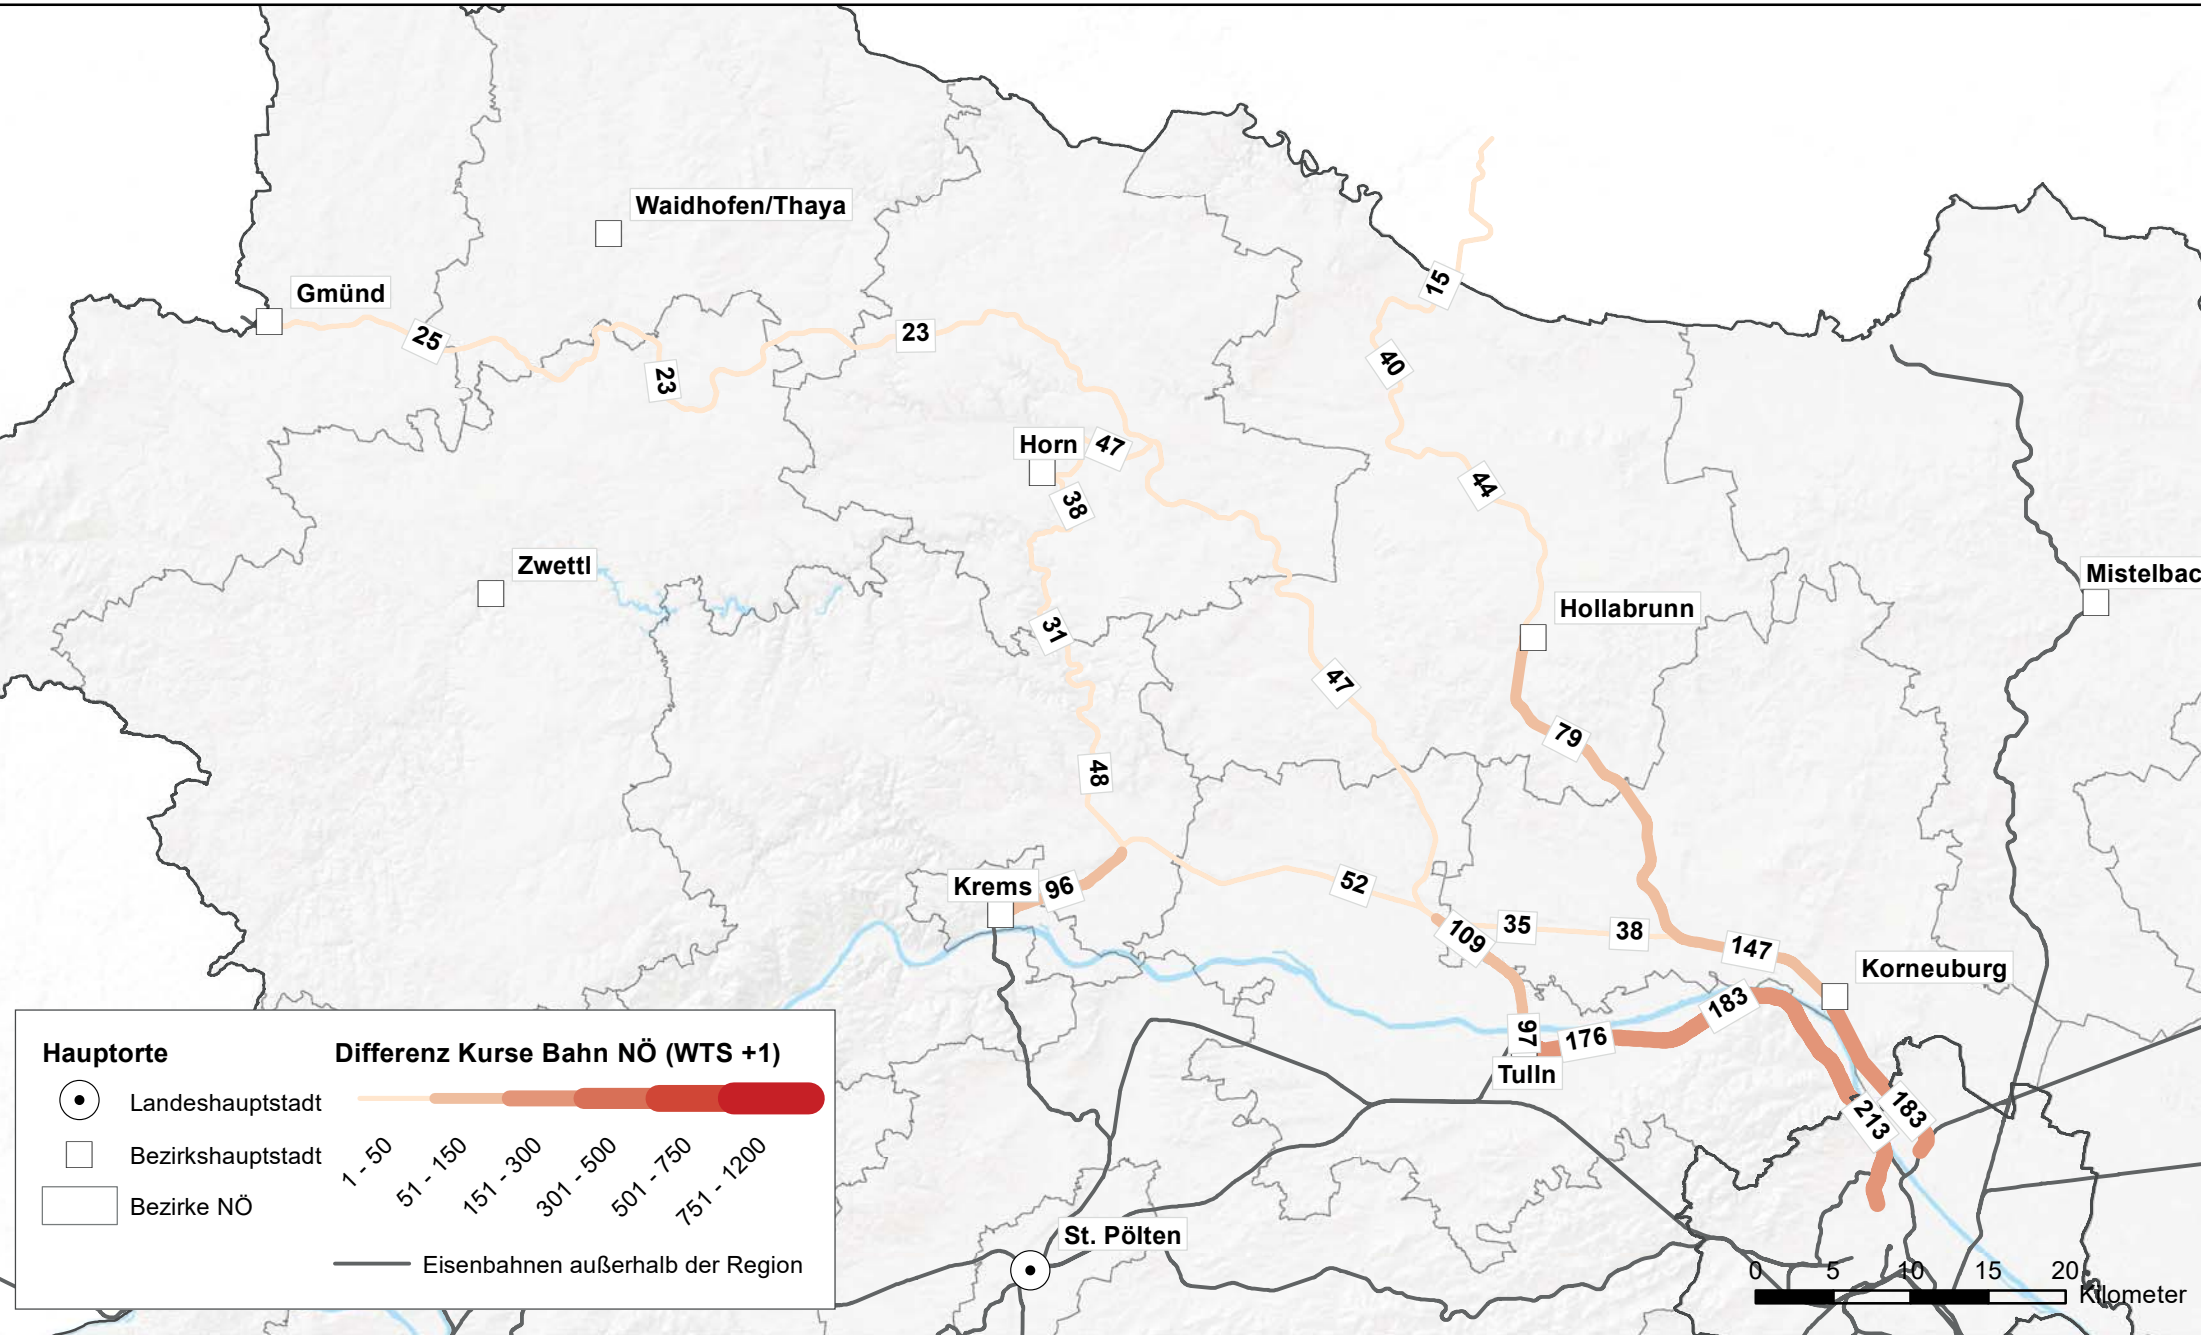 Waidhofen/Thaya
Gmünd
15
25
23
23
40
Horn
47
38
44
Zwettl
Mistelbac
Hollabrunn
31
47
79
48
Krems
96
52
109
35
38
147
Korneuburg
183
97
176
Tulln
213
183
St. Pölten
Hauptorte
Landeshauptstadt
Bezirkshauptstadt
Bezirke NÖ
Differenz Kurse Bahn NÖ (WTS +1)
1 - 50
51 - 150
151 - 300
301 - 500
501 - 750
751 - 1200
Eisenbahnen außerhalb der Region
0 5 10 15 20
Kilometer